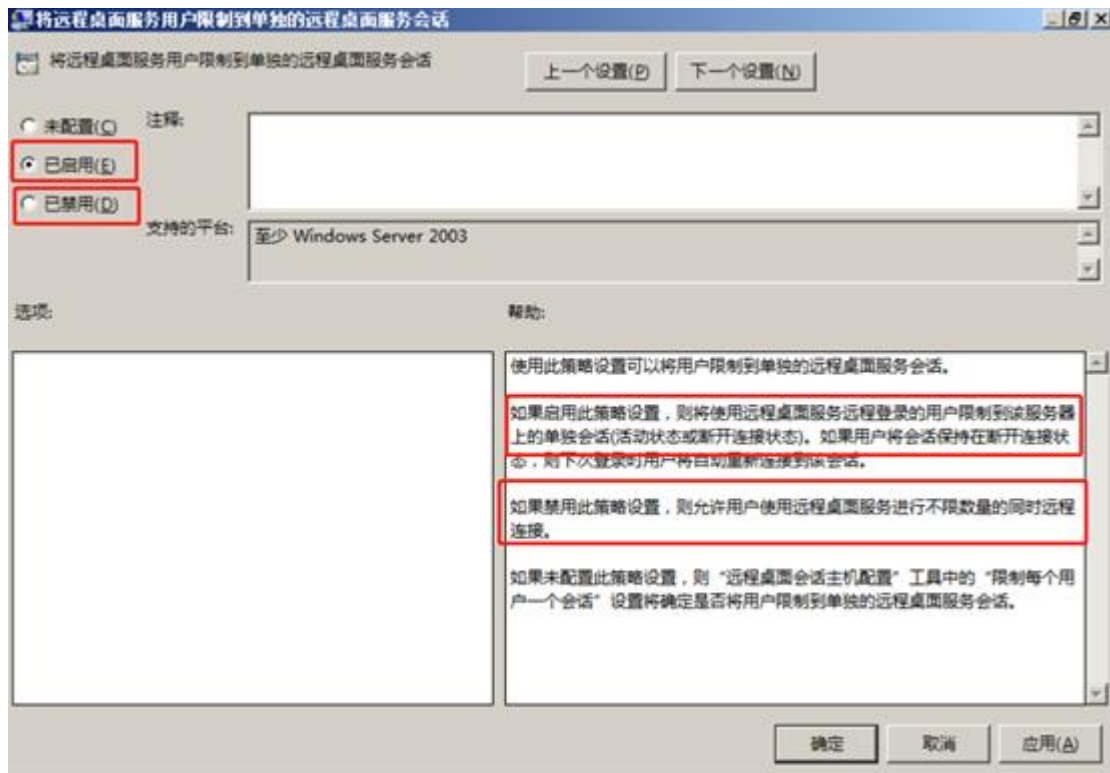 将远程桌面服务用户限制到单独的远程桌面服务会话
将远程桌面服务用户限制到单独的远程桌面服务会话
上一个设置(P)
下一个设置(N)
未配置(C)
注释:
已启用(E)
已禁用(D)
支持的平台:
至少 Windows Server 2003
选项:
帮助:
使用此策略设置可以将用户限制到单独的远程桌面服务会话。
如果启用此策略设置，则将使用远程桌面服务远程登录的用户限制到该服务器
上的单独会话(活动状态或断开连接状态)。如果用户将会话保持在断开连接状
态，则下次登录时用户将自动重新连接到该会话。
如果禁用此策略设置，则允许用户使用远程桌面服务进行不限数量的同时远程
连接。
如果未配置此策略设置，则“远程桌面会话主机配置”工具中的“限制每个用
户一个会话”设置将确定是否将用户限制到单独的远程桌面服务会话。
确定
取消
应用(A)